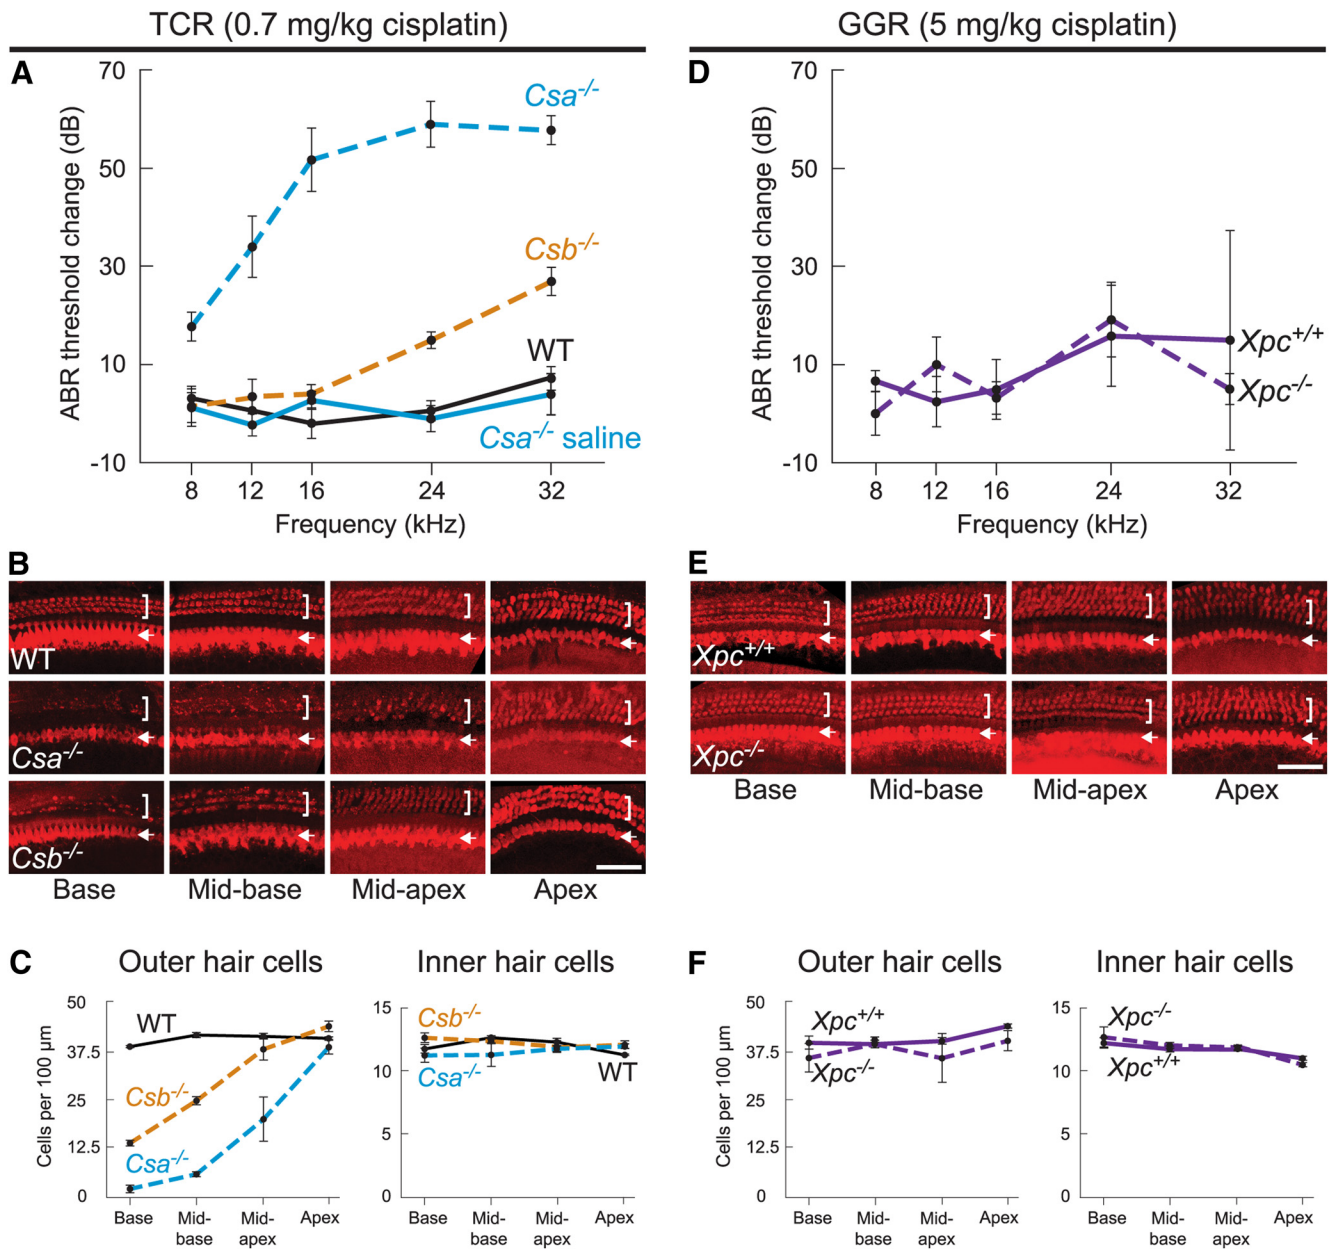 TCR (0.7 mg/kg cisplatin)
A
ABR threshold change (dB)
70
50
30
10
-10
8 12 16 24 32
Frequency (kHz)
Csa-/-
Csb-/-
WT
Csa-/- saline
GGR (5 mg/kg cisplatin)
D
ABR threshold change (dB)
70
50
30
10
-10
8 12 16 24 32
Frequency (kHz)
Xpc+/+
Xpc-/-
B
WT
Csa-/-
Csb-/-
Base Mid-base Mid-apex Apex
E
Xpc+/+
Xpc-/-
Base Mid-base Mid-apex Apex
C
Outer hair cells
Cells per 100 µm
50
37.5
25
12.5
0
WT
Csb-/-
Csa-/-
Base Mid- Mid- Apex
base apex
Inner hair cells
15
10
5
0
Csb-/-
Csa-/-
WT
Base Mid- Mid- Apex
base apex
F
Outer hair cells
Cells per 100 µm
50
37.5
25
12.5
0
Xpc+/+
Xpc-/-
Base Mid- Mid- Apex
base apex
Inner hair cells
15
10
5
0
Xpc-/-
Xpc+/+
Base Mid- Mid- Apex
base apex